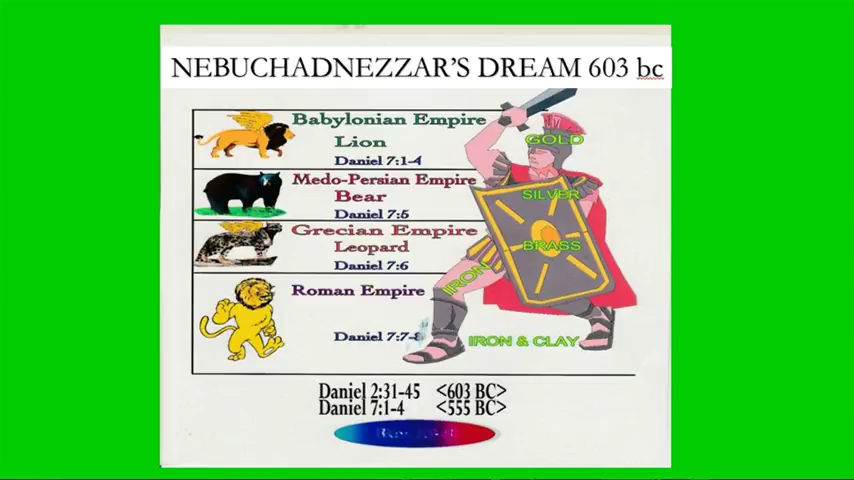 NEBUCHADNEZZAR'S DREAM 603 bc
Babylonian Empire
Lion
Daniel 7:1-4
GOLD
Medo-Persian Empire
Bear
Daniel 7:5
SILVER
Grecian Empire
Leopard
Daniel 7:6
BRASS
Roman Empire
IRON
Daniel 7:7-8
IRON & CLAY
Daniel 2:31-45 <603 BC>
Daniel 7:1-4 <555 BC>